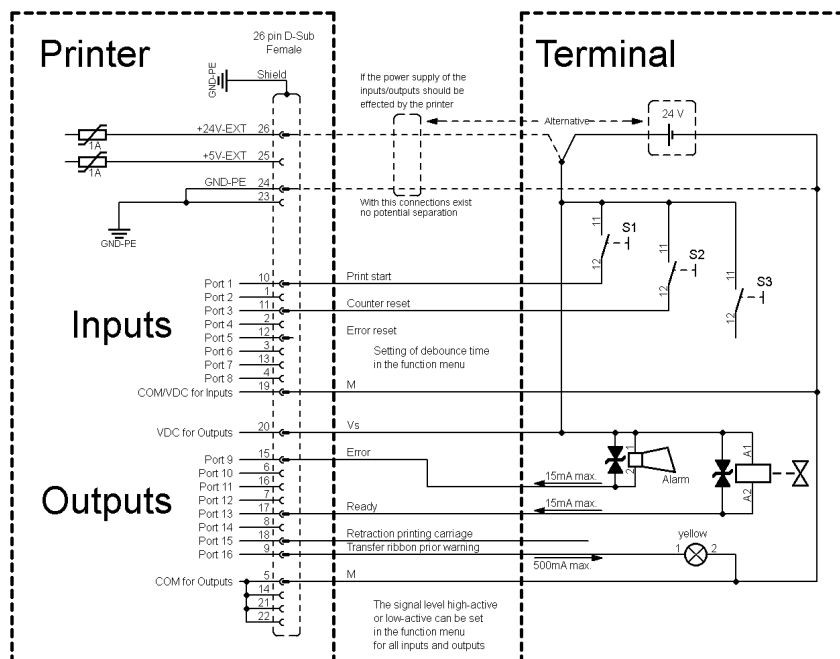 Printer
26 pin D-Sub
Female
Terminal
Shield
GND-PE
If the power supply of the
inputs/outputs should be
effected by the printer
Alternative
24 V
+24V-EXT 26
1A
+5V-EXT 25
1A
GND-PE 24
23
GND-PE
With this connections exist
no potential separation
11
S1
12
11
S2
12
11
S3
12
Inputs
Port 1 10 Print start
Port 2 1
Port 3 11 Counter reset
Port 4 2
Port 5 12 Error reset
Port 6 3
Port 7 13
Port 8 4
COM/VDC for Inputs 19 M
Setting of debounce time
in the function menu
Outputs
VDC for Outputs 20 Vs
Port 9 15 Error
Port 10 6
Port 11 16
Port 12 7
Port 13 17 Ready
Port 14 8
Port 15 18 Retraction printing carriage
Port 16 9 Transfer ribbon prior warning
COM for Outputs 5 M
14
21
22
15mA max.
15mA max.
500mA max.
1
2
Alarm
A1
A2
yellow
1 2
The signal level high-active
or low-active can be set
in the function menu
for all inputs and outputs